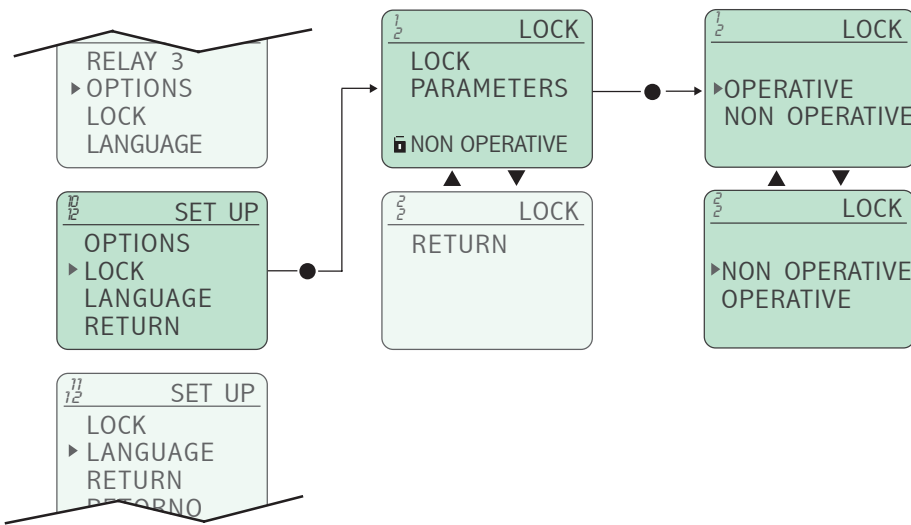 RELAY 3
OPTIONS
LOCK
LANGUAGE
10
12 SET UP
OPTIONS
LOCK
LANGUAGE
RETURN
11
12 SET UP
LOCK
LANGUAGE
RETURN
RETORNO
1
2 LOCK
LOCK
PARAMETERS
NON OPERATIVE
2
2 LOCK
RETURN
1
2 LOCK
OPERATIVE
NON OPERATIVE
2
2 LOCK
NON OPERATIVE
OPERATIVE